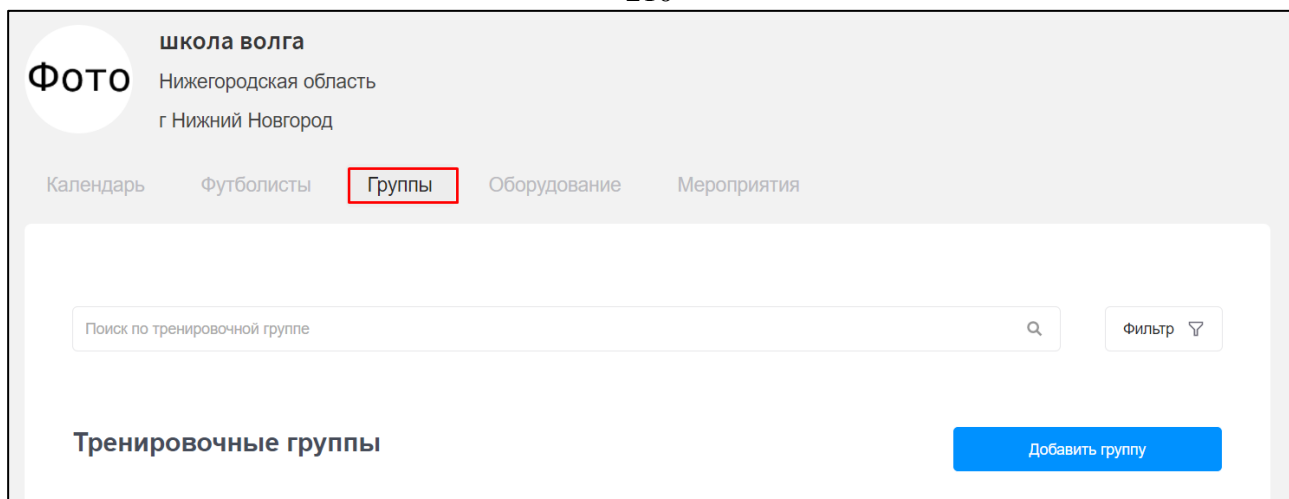 школа волга
Фото
Нижегородская область
г Нижний Новгород
Календарь Футболисты Группы Оборудование Мероприятия
Поиск по тренировочной группе Фильтр
Тренировочные группы Добавить группу